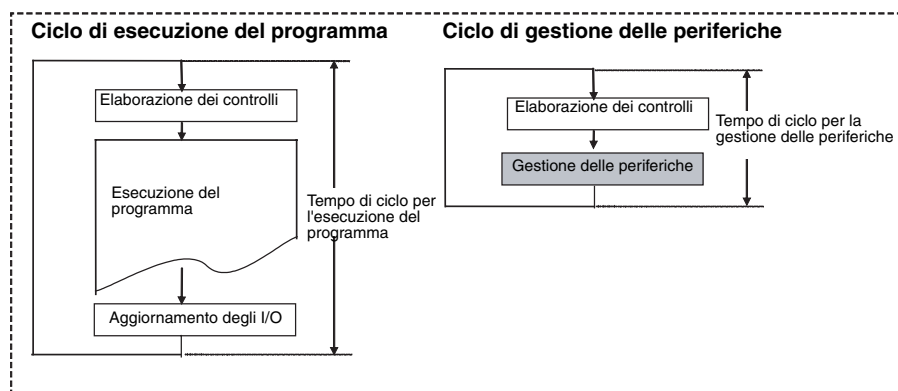 Ciclo di esecuzione del programma
Elaborazione dei controlli
Esecuzione del
programma
Tempo di ciclo per
l'esecuzione del
programma
Aggiornamento degli I/O
Ciclo di gestione delle periferiche
Elaborazione dei controlli
Gestione delle periferiche
Tempo di ciclo per la
gestione delle periferiche